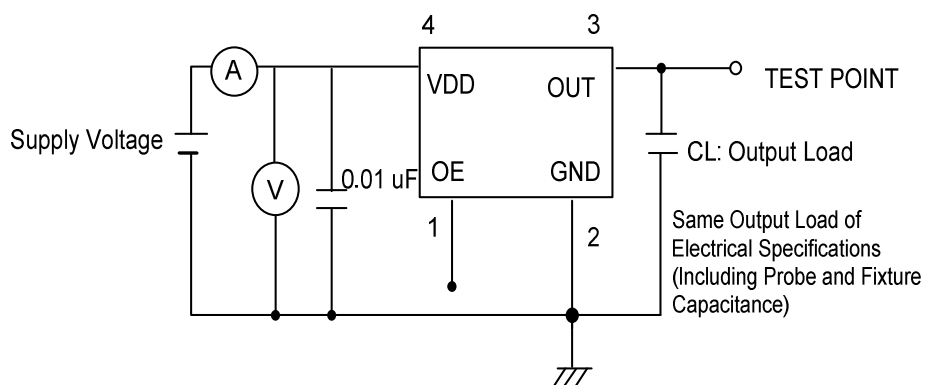 4
3
A
VDD
OUT
TEST POINT
Supply Voltage
CL: Output Load
V
0.01 uF
OE
GND
1
2
Same Output Load of
Electrical Specifications
(Including Probe and Fixture
Capacitance)